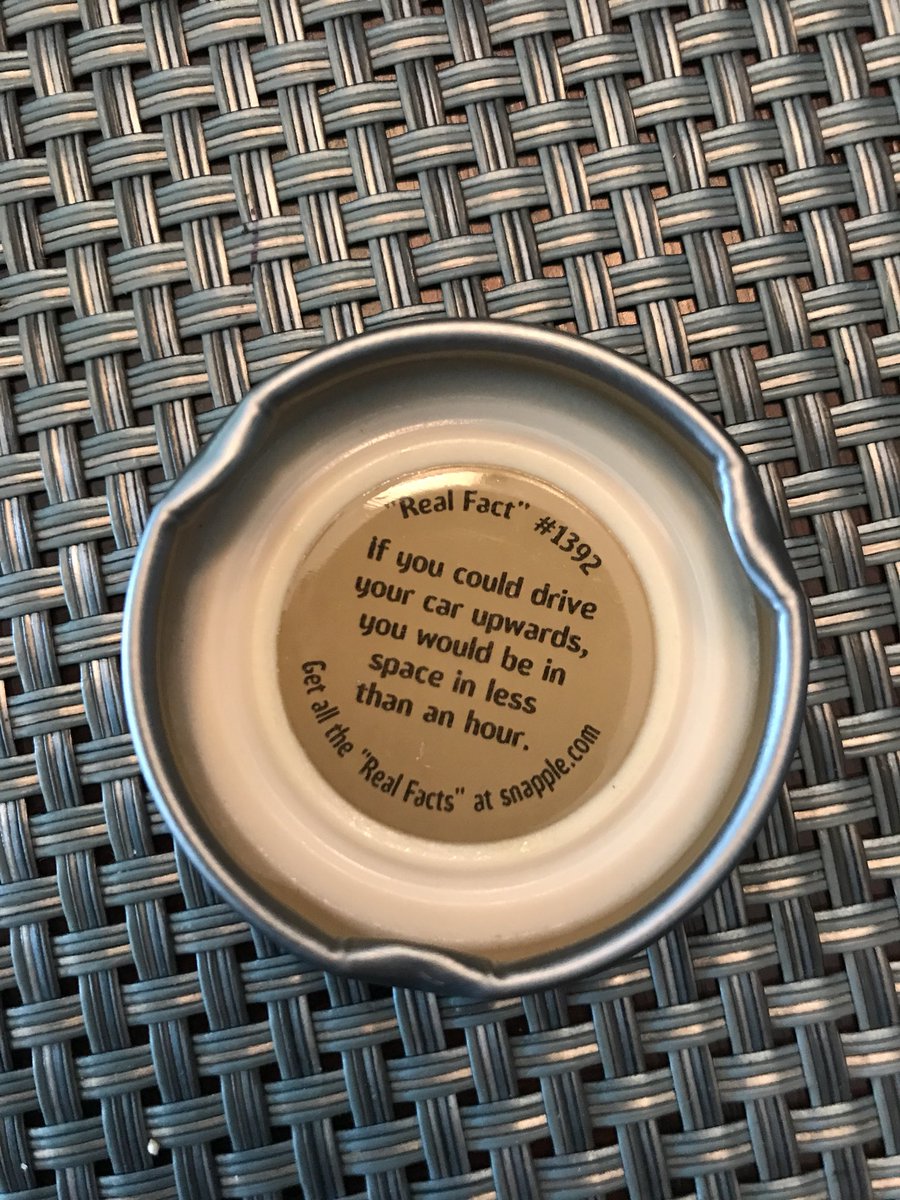 "Real Fact" #1392
If you could drive
your car upwards,
you would be in
space in less
than an hour.
Get all the "Real Facts" at snapple.com